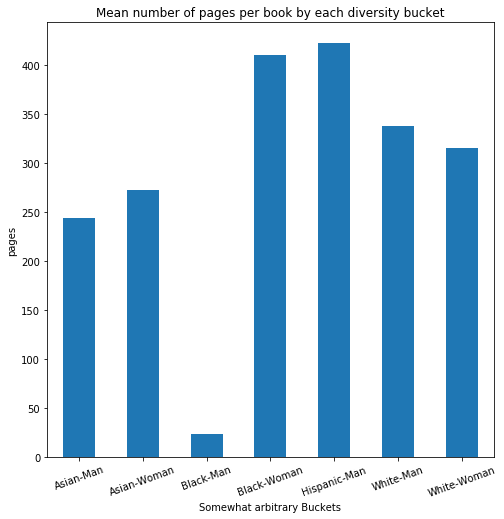 Mean number of pages per book by each diversity bucket
400
350
300
250
200
150
100
50
0
pages
Asian-Man
Asian-Woman
Black-Man
Black-Woman
Hispanic-Man
White-Man
White-Woman
Somewhat arbitrary Buckets